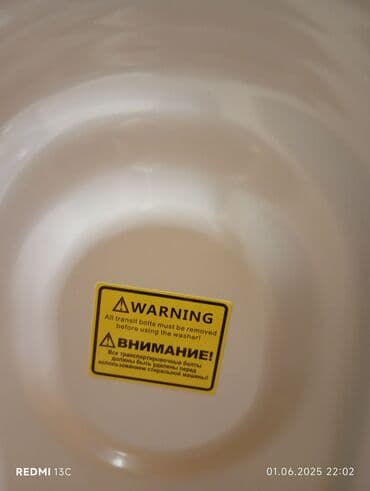 WARNING
All transit bolts must be removed
before using the washer!
ВНИМАНИЕ!
Все транспортировочные болты
должны быть удалены перед
использованием стиральной машины!
REDMI 13C
01.06.2025 22:02